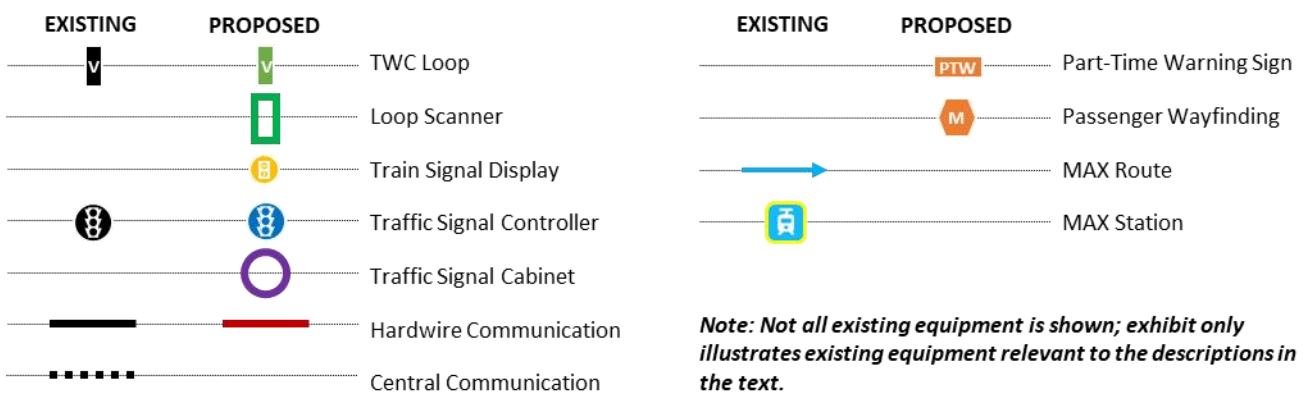 EXISTING PROPOSED
V V TWC Loop
Loop Scanner
Train Signal Display
Traffic Signal Controller
Traffic Signal Cabinet
Hardwire Communication
Central Communication
EXISTING PROPOSED
PTW Part-Time Warning Sign
M Passenger Wayfinding
MAX Route
MAX Station
Note: Not all existing equipment is shown; exhibit only
illustrates existing equipment relevant to the descriptions in
the text.